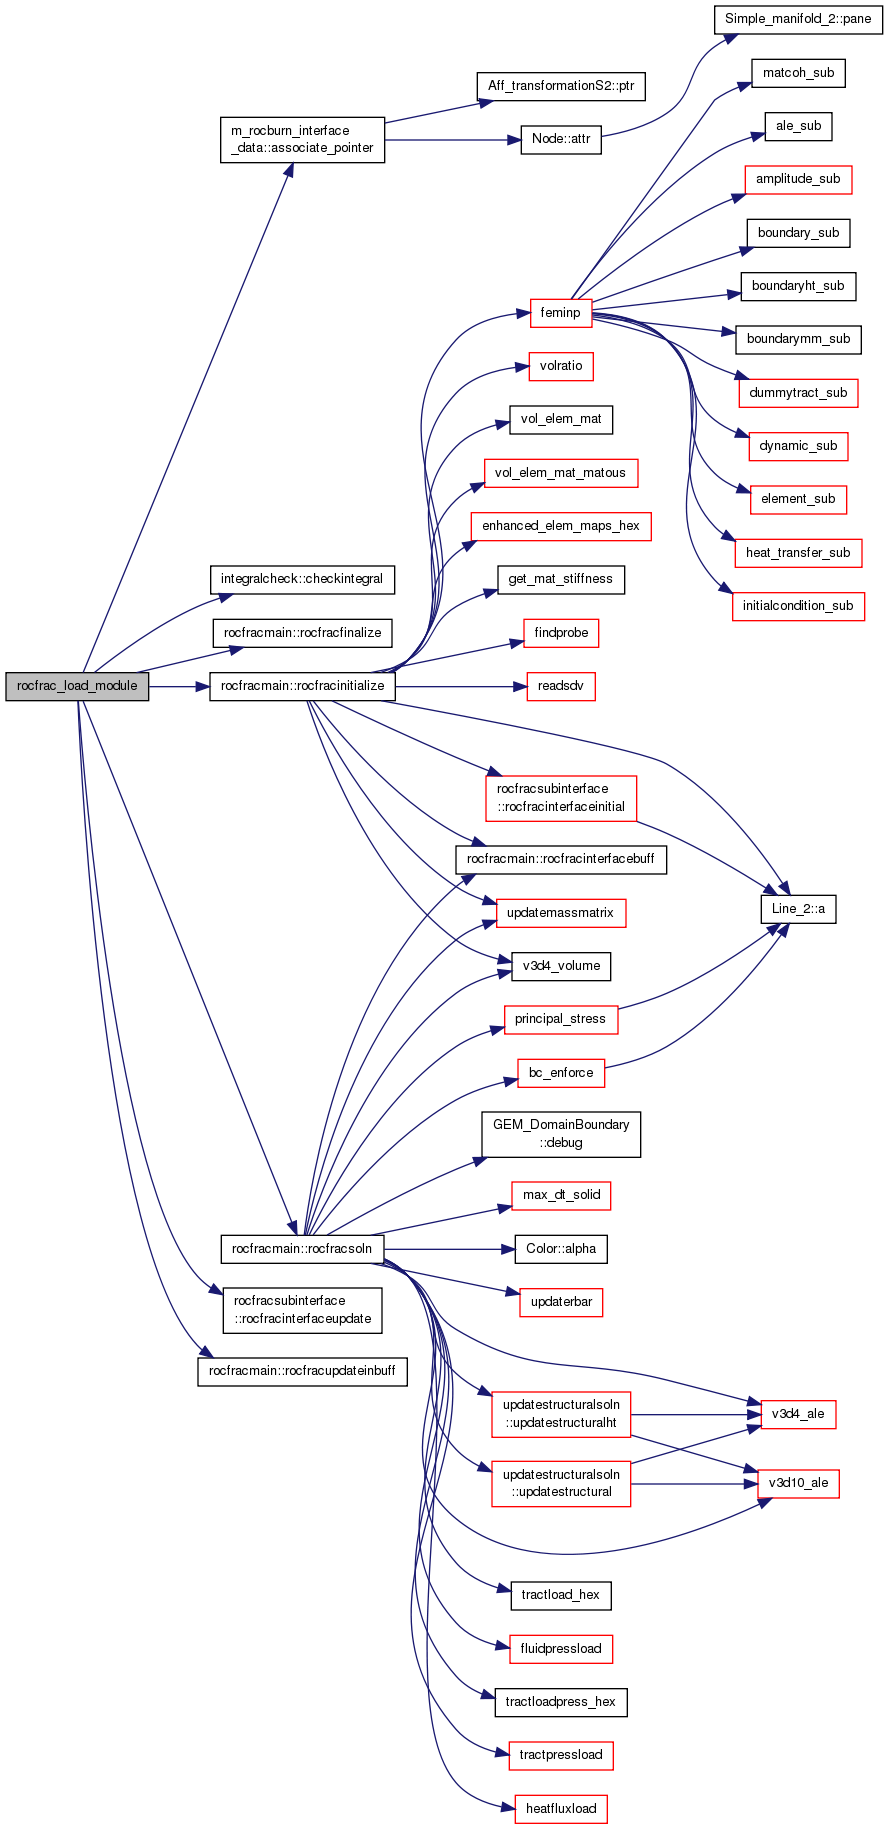 Simple_manifold_2::pane
matcoh_sub
Aff_transformationS2::ptr
ale_sub
m_rocburn_interface
_data::associate_pointer
Node::attr
amplitude_sub
boundary_sub
boundaryht_sub
feminp
boundarymm_sub
volratio
dummytract_sub
vol_elem_mat
dynamic_sub
vol_elem_mat_matous
element_sub
enhanced_elem_maps_hex
heat_transfer_sub
integralcheck::checkintegral
get_mat_stiffness
initialcondition_sub
rocfracmain::rocfracfinalize
findprobe
rocfrac_load_module
rocfracmain::rocfracinitialize
readsdv
rocfracsubinterface
::rocfracinterfaceinitial
rocfracmain::rocfracinterfacebuff
updatemassmatrix
Line_2::a
v3d4_volume
principal_stress
bc_enforce
GEM_DomainBoundary
::debug
max_dt_solid
rocfracmain::rocfracsoln
Color::alpha
rocfracsubinterface
::rocfracinterfaceupdate
updaterbar
rocfracmain::rocfracupdateinbuff
updatestructuralsoln
::updatestructuralht
v3d4_ale
updatestructuralsoln
::updatestructural
v3d10_ale
tractload_hex
fluidpressload
tractloadpress_hex
tractpressload
heatfluxload